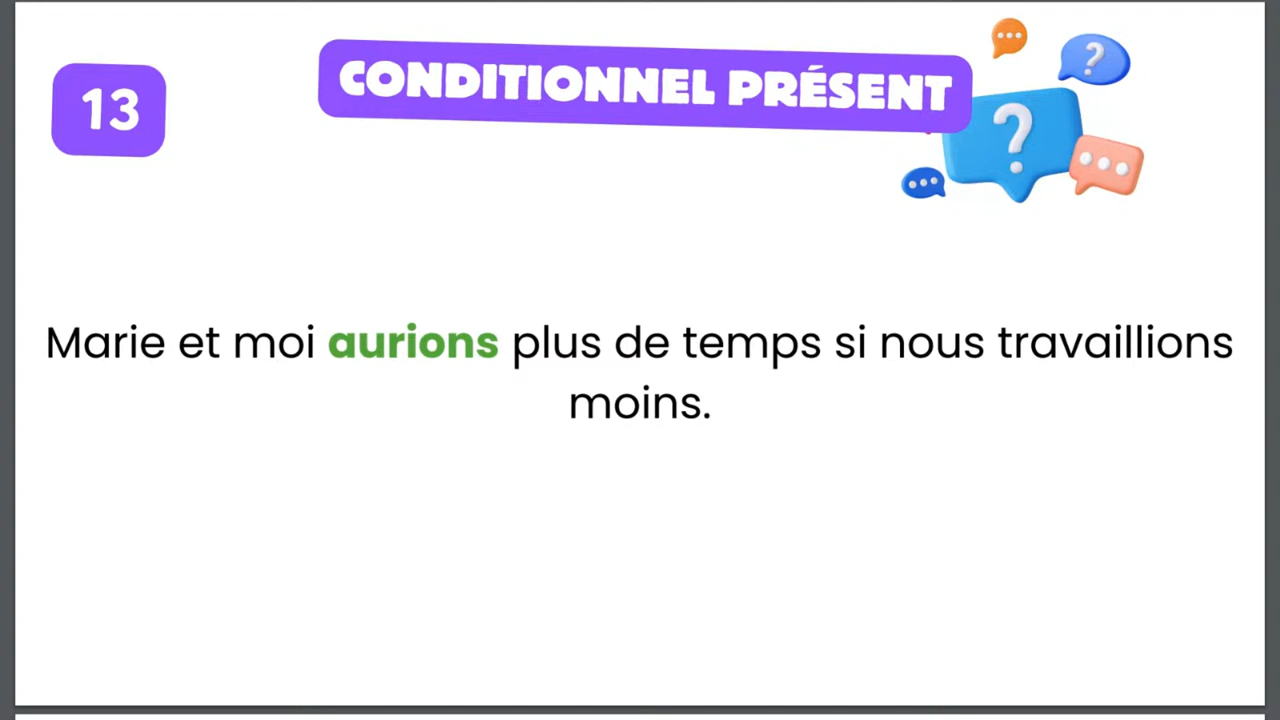 13
CONDITIONNEL PRÉSENT
?
?
Marie et moi aurions plus de temps si nous travaillions
moins.